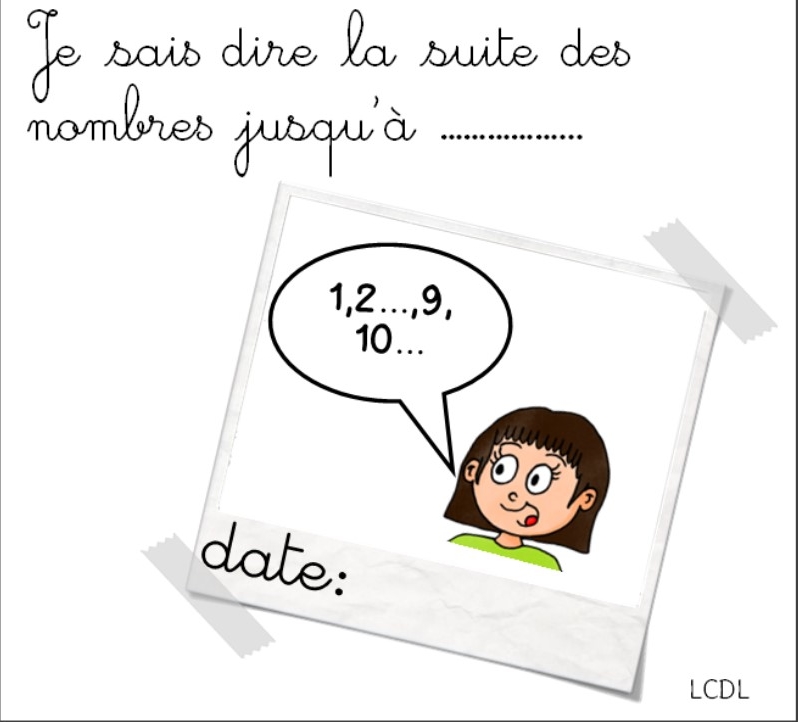 Je sais dire la suite des
nombres jusqu'à ..................
1,2...,9,
10...
date:
LCDL